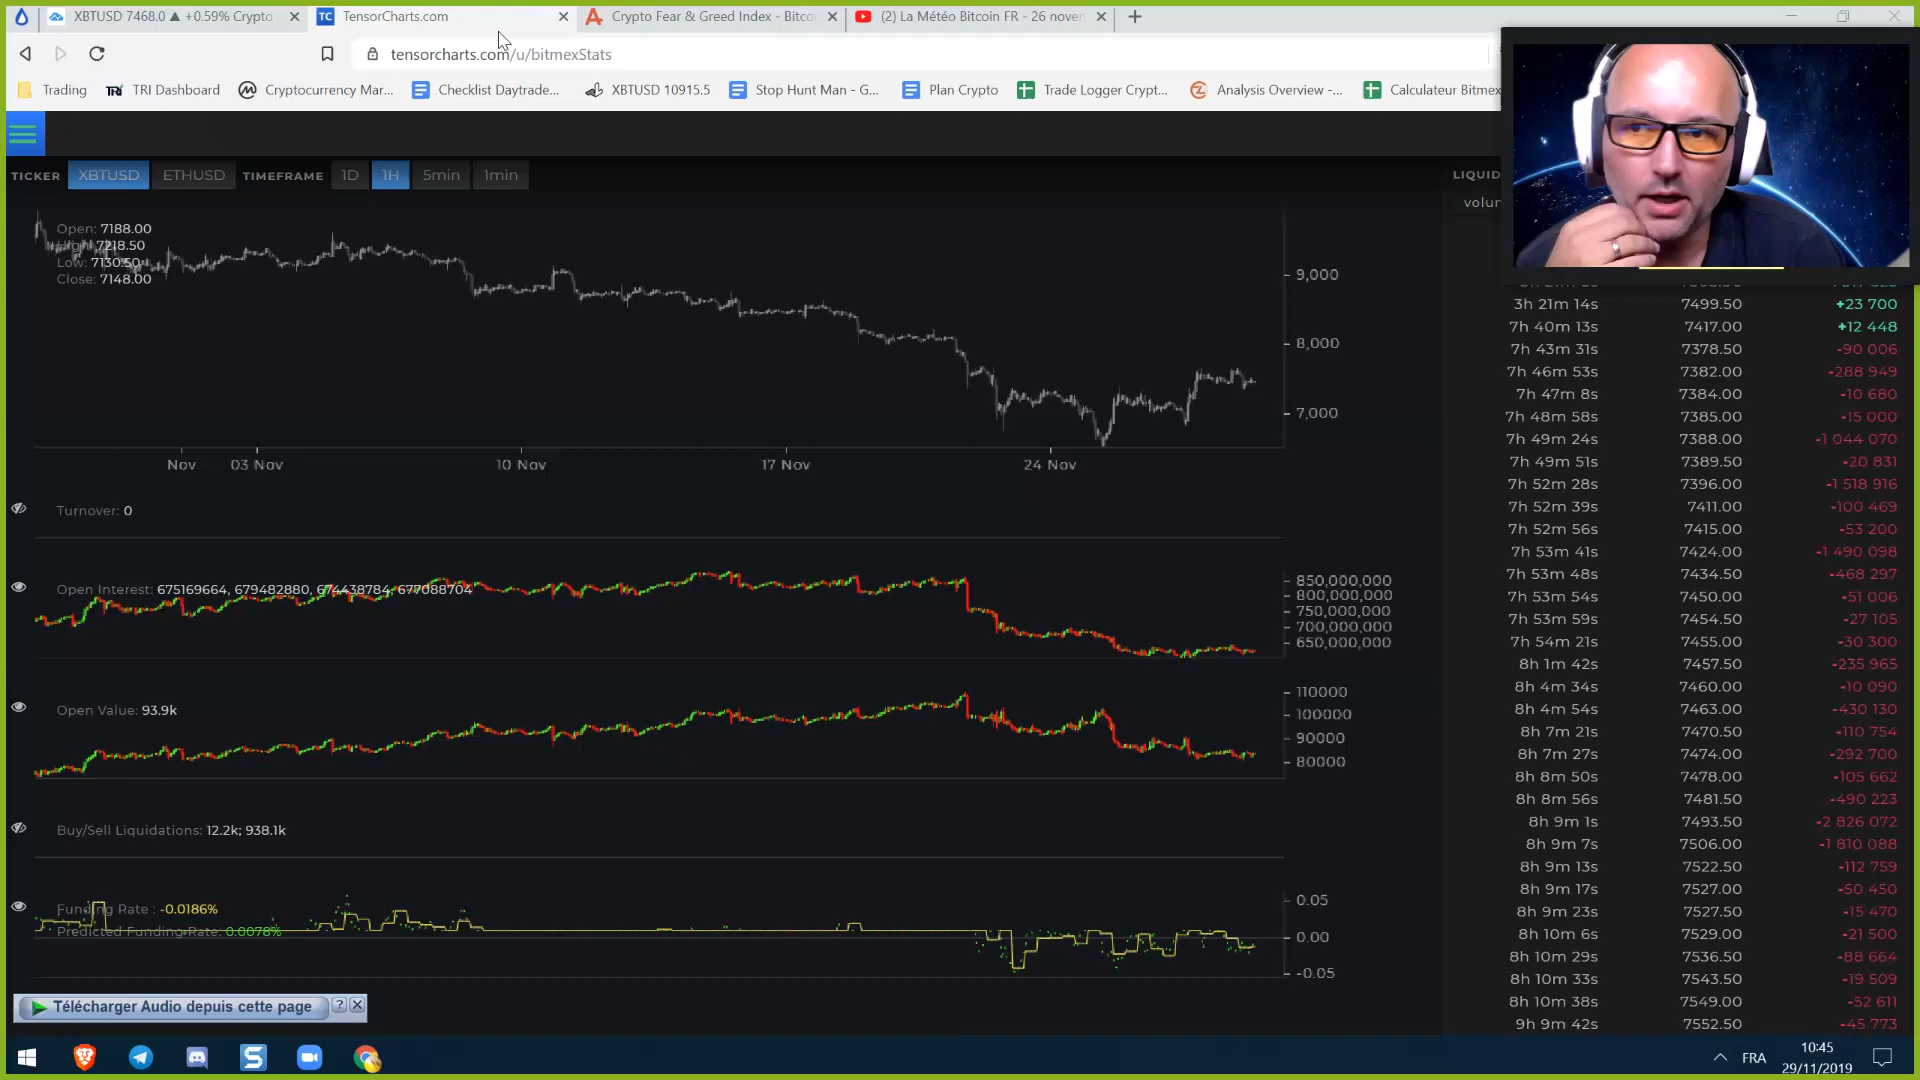 XBTUSD 7468.0 ▲ +0.59% Crypto
TC TensorCharts.com
Crypto Fear & Greed Index - Bitco
(2) La Météo Bitcoin FR - 26 nove
tensorcharts.com/u/bitmexStats
Trading
TRI Dashboard
Cryptocurrency Mar...
Checklist Daytrade...
XBTUSD 10915.5
Stop Hunt Man - G...
Plan Crypto
Trade Logger Crypt...
Analysis Overview -...
Calculateur Bitmex
TICKER XBTUSD ETHUSD TIMEFRAME 1D 1H 5min 1min
Open: 7188.00
High: 7218.50
Low: 7130.50
Close: 7148.00
9,000
8,000
7,000
Nov 03 Nov 10 Nov 17 Nov 24 Nov
Turnover: 0
Open Interest: 675169664, 679482880, 674438784, 677088704
850,000,000
800,000,000
750,000,000
700,000,000
650,000,000
Open Value: 93.9k
110000
100000
90000
80000
Buy/Sell Liquidations: 12.2k; 938.1k
Funding Rate : -0.0186%
Predicted Funding Rate: 0.0078%
0.05
0.00
-0.05
LIQUID
volum
3h 21m 14s 7499.50 +23 700
7h 40m 13s 7417.00 +12 448
7h 43m 31s 7378.50 -90 006
7h 46m 53s 7382.00 -288 949
7h 47m 8s 7384.00 -10 680
7h 48m 58s 7385.00 -15 000
7h 49m 24s 7388.00 -1 044 070
7h 49m 51s 7389.50 -20 831
7h 52m 28s 7396.00 -1 518 916
7h 52m 39s 7411.00 -100 469
7h 52m 56s 7415.00 -53 200
7h 53m 41s 7424.00 -1 490 098
7h 53m 48s 7434.50 -468 297
7h 53m 54s 7450.00 -51 006
7h 53m 59s 7454.50 -27 105
7h 54m 21s 7455.00 -30 300
8h 1m 42s 7457.50 -235 965
8h 4m 34s 7460.00 -10 090
8h 4m 54s 7463.00 -430 130
8h 7m 21s 7470.50 -110 754
8h 7m 27s 7474.00 -292 700
8h 8m 50s 7478.00 -105 662
8h 8m 56s 7481.50 -490 223
8h 9m 1s 7493.50 -2 826 072
8h 9m 7s 7506.00 -1 810 088
8h 9m 13s 7522.50 -112 759
8h 9m 17s 7527.00 -50 450
8h 9m 23s 7527.50 -15 470
8h 10m 6s 7529.00 -21 500
8h 10m 29s 7536.50 -88 664
8h 10m 33s 7543.50 -19 509
8h 10m 38s 7549.00 -52 611
9h 9m 42s 7552.50 -45 773
Télécharger Audio depuis cette page ? X
FRA
10:45
29/11/2019